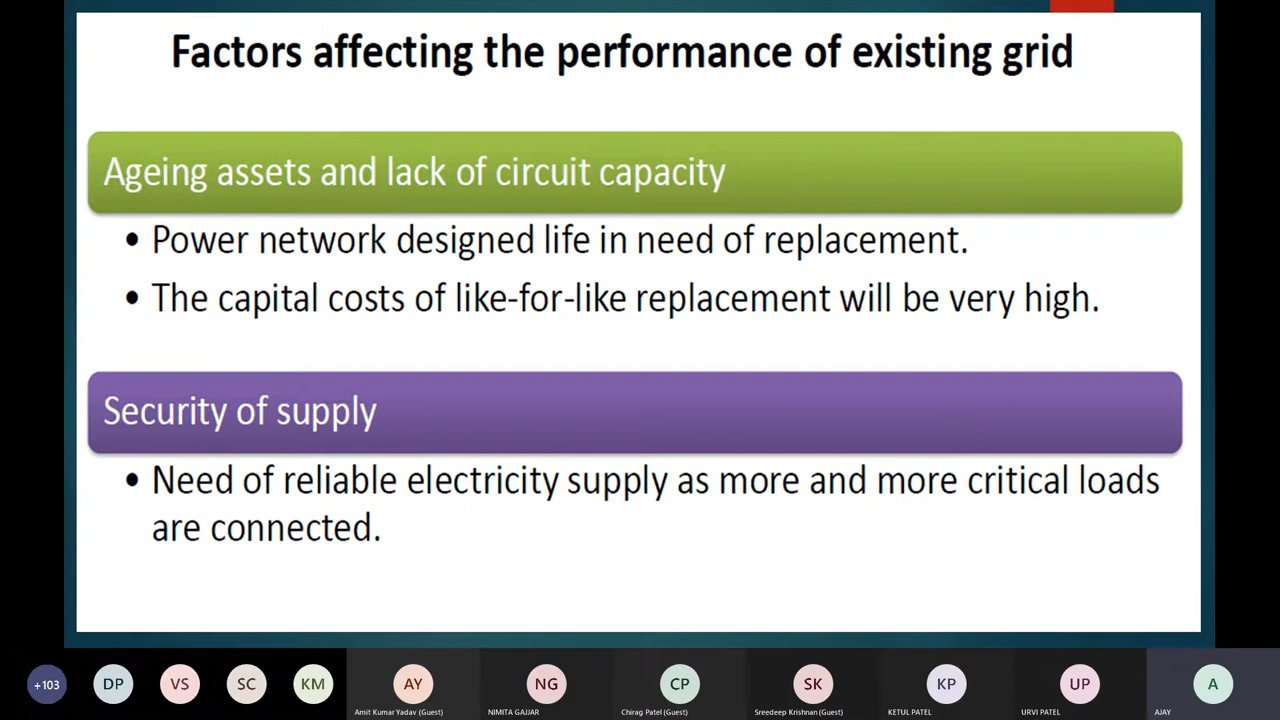 Factors affecting the performance of existing grid
Ageing assets and lack of circuit capacity
• Power network designed life in need of replacement.
• The capital costs of like-for-like replacement will be very high.
Security of supply
• Need of reliable electricity supply as more and more critical loads
are connected.
+103
DP
VS
SC
KM
AY
NG
CP
SK
KP
UP
A
Amit Kumar Yadav (Guest)
NIMITA GAJJAR
Chirag Patel (Guest)
Sreedeep Krishnan (Guest)
KETUL PATEL
URVI PATEL
AJAY